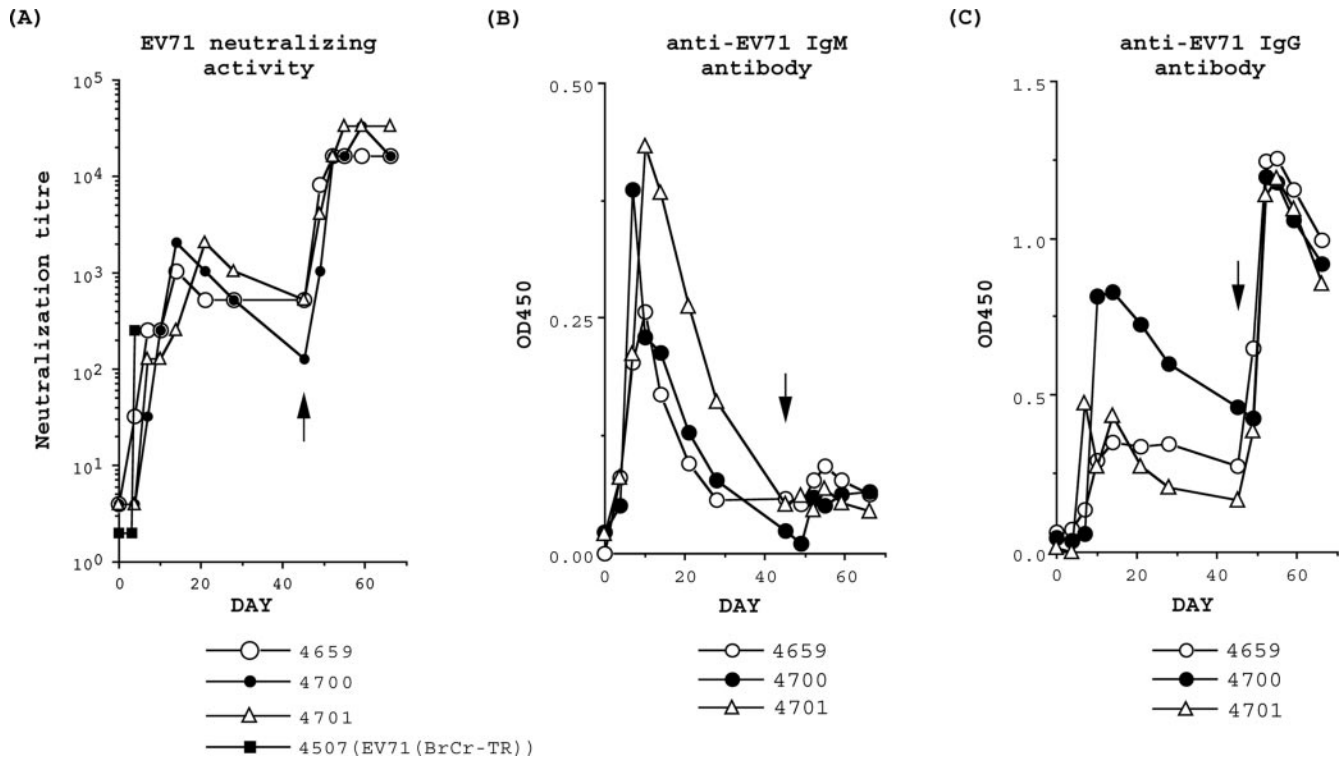 (A)
EV71 neutralizing
activity
Neutralization titre
10⁵
10⁴
10³
10²
10¹
10⁰
0
20
40
60
DAY
4659
4700
4701
4507(EV71(BrCr-TR))
(B)
anti-EV71 IgM
antibody
OD450
0.50
0.25
0.00
0
20
40
60
DAY
4659
4700
4701
(C)
anti-EV71 IgG
antibody
OD450
1.5
1.0
0.5
0.0
0
20
40
60
DAY
4659
4700
4701